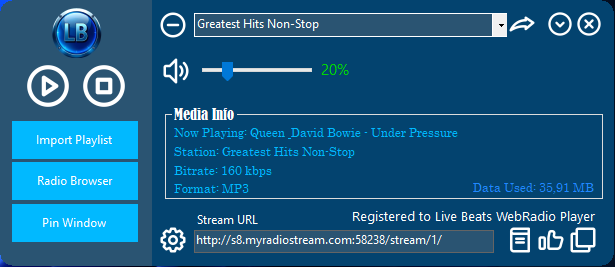 LB
Greatest Hits Non-Stop
20%
Import Playlist
Radio Browser
Pin Window
Media Info
Now Playing: Queen_David Bowie - Under Pressure
Station: Greatest Hits Non-Stop
Bitrate: 160 kbps
Format: MP3
Data Used: 35,91 MB
Stream URL
Registered to Live Beats WebRadio Player
http://s8.myradiostream.com:58238/stream/1/